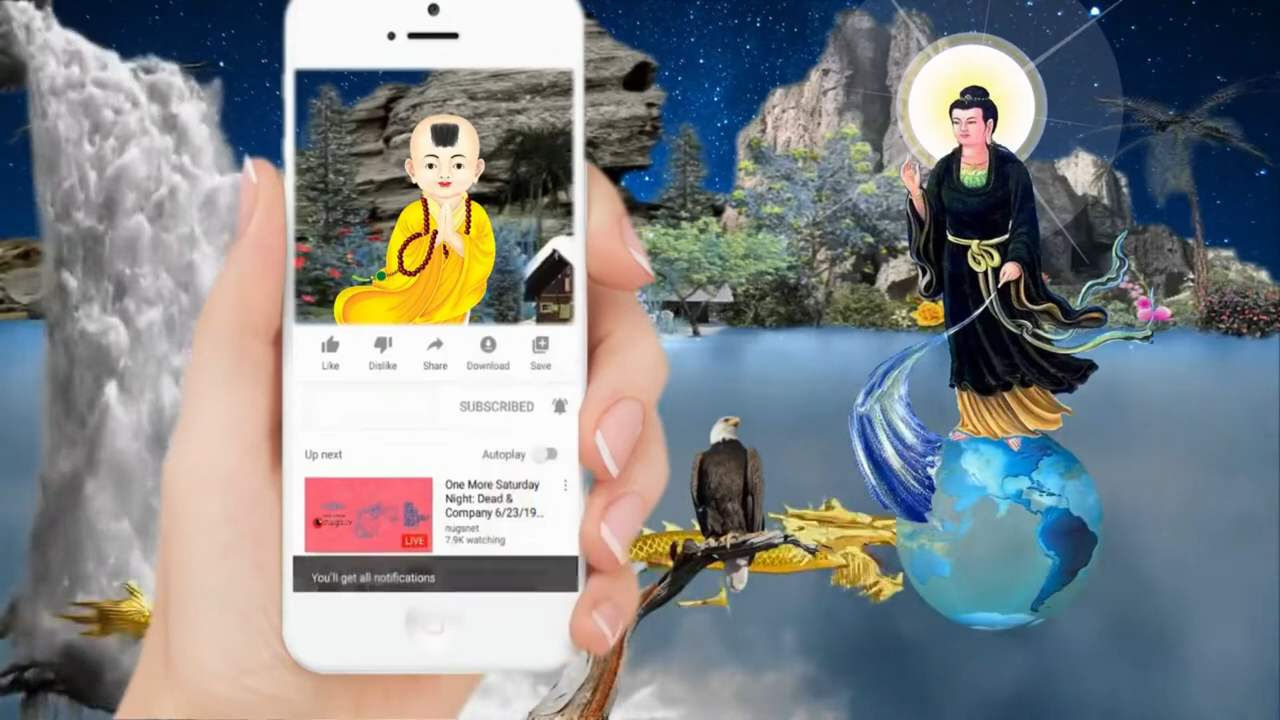 Like Dislike Share Download Save
SUBSCRIBED
Up next Autoplay
One More Saturday
Night: Dead &
Company 6/23/19...
nugsnet
7.9K watching
LIVE
You'll get all notifications